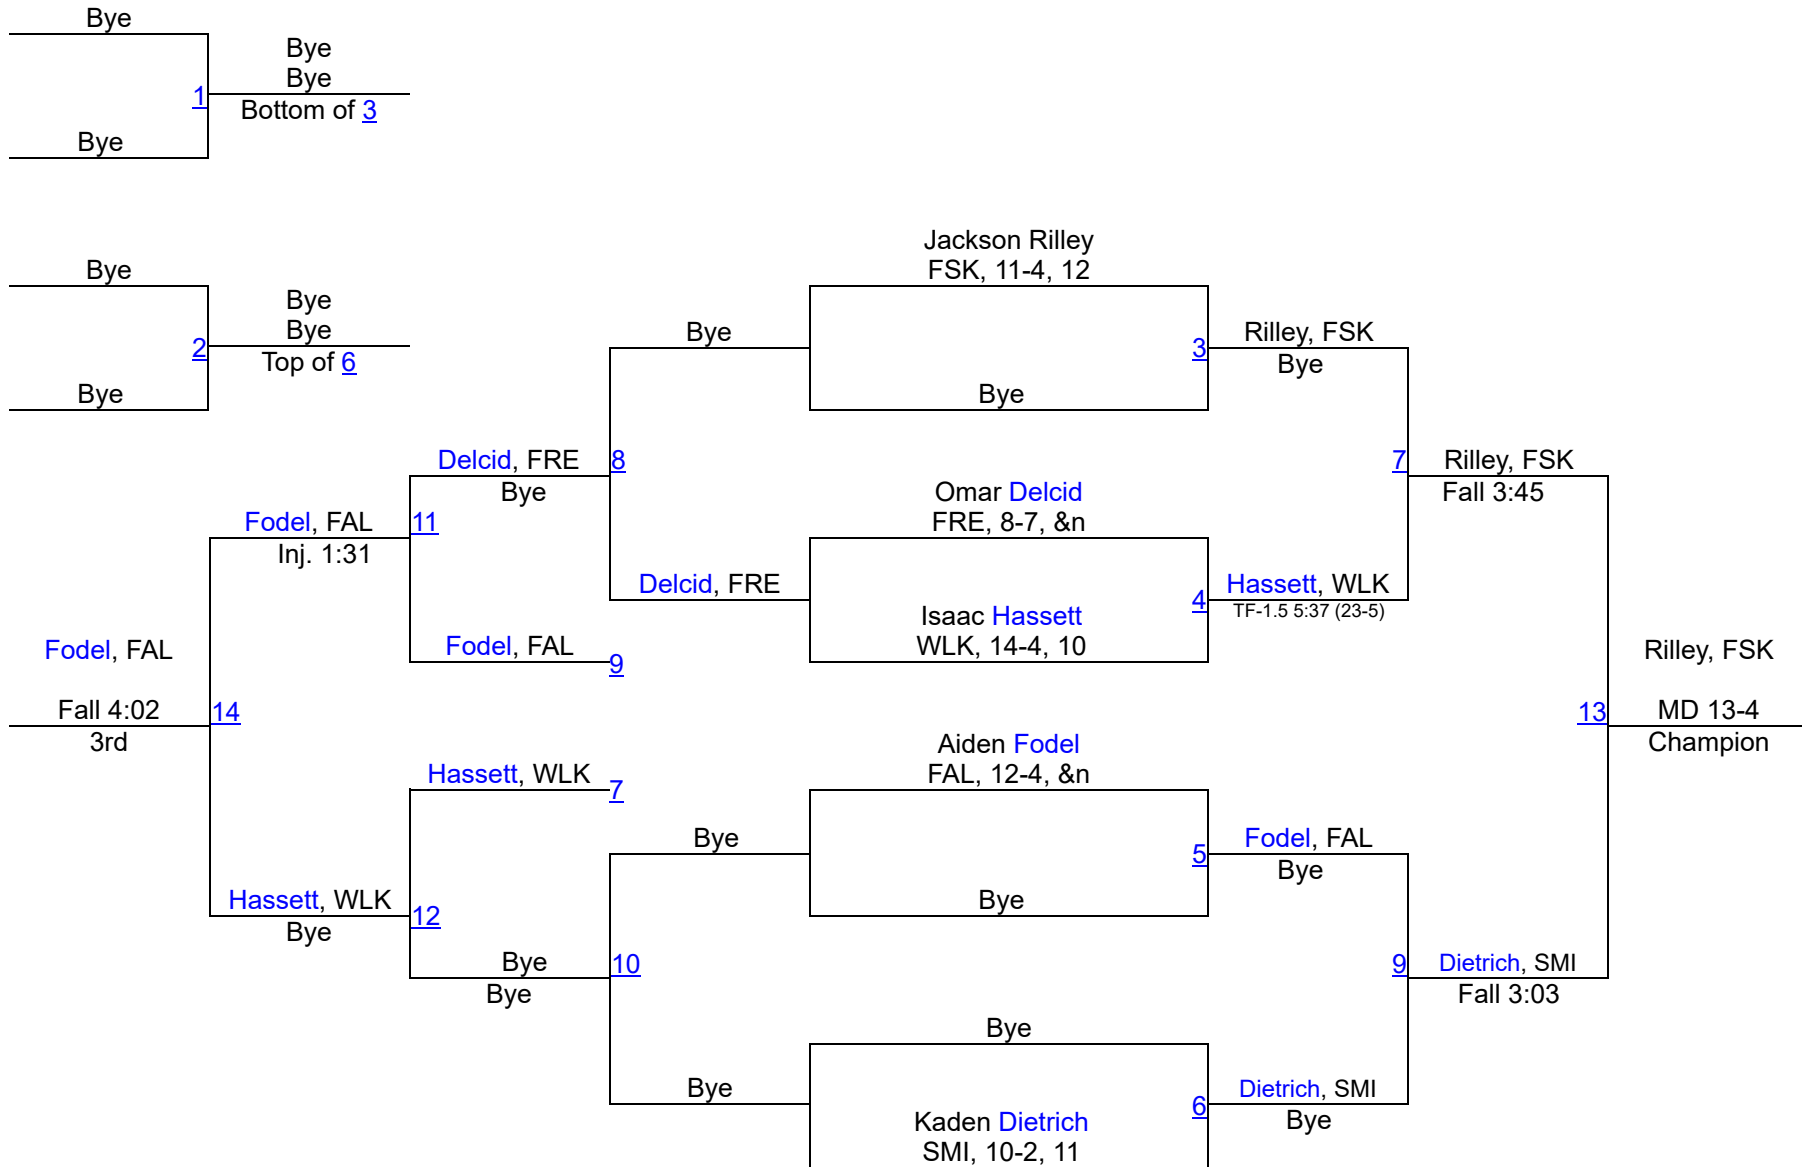 Bye
Bye
Bye
1
Bottom of 3
Bye
Jackson Rilley
FSK, 11-4, 12
Bye
Bye
Bye
2
Top of 6
Bye
Bye
3
Rilley, FSK
Bye
Bye
Delcid, FRE
8
Bye
7
Rilley, FSK
Fall 3:45
Omar Delcid
FRE, 8-7, &n
Fodel, FAL
11
Inj. 1:31
Delcid, FRE
4
Hassett, WLK
TF-1.5 5:37 (23-5)
Isaac Hassett
WLK, 14-4, 10
Fodel, FAL
9
Fodel, FAL
Rilley, FSK
Fall 4:02
14
3rd
13
MD 13-4
Champion
Aiden Fodel
FAL, 12-4, &n
Hassett, WLK
7
Bye
5
Fodel, FAL
Bye
Hassett, WLK
12
Bye
Bye
Bye
10
Bye
9
Dietrich, SMI
Fall 3:03
Bye
Bye
6
Dietrich, SMI
Bye
Kaden Dietrich
SMI, 10-2, 11